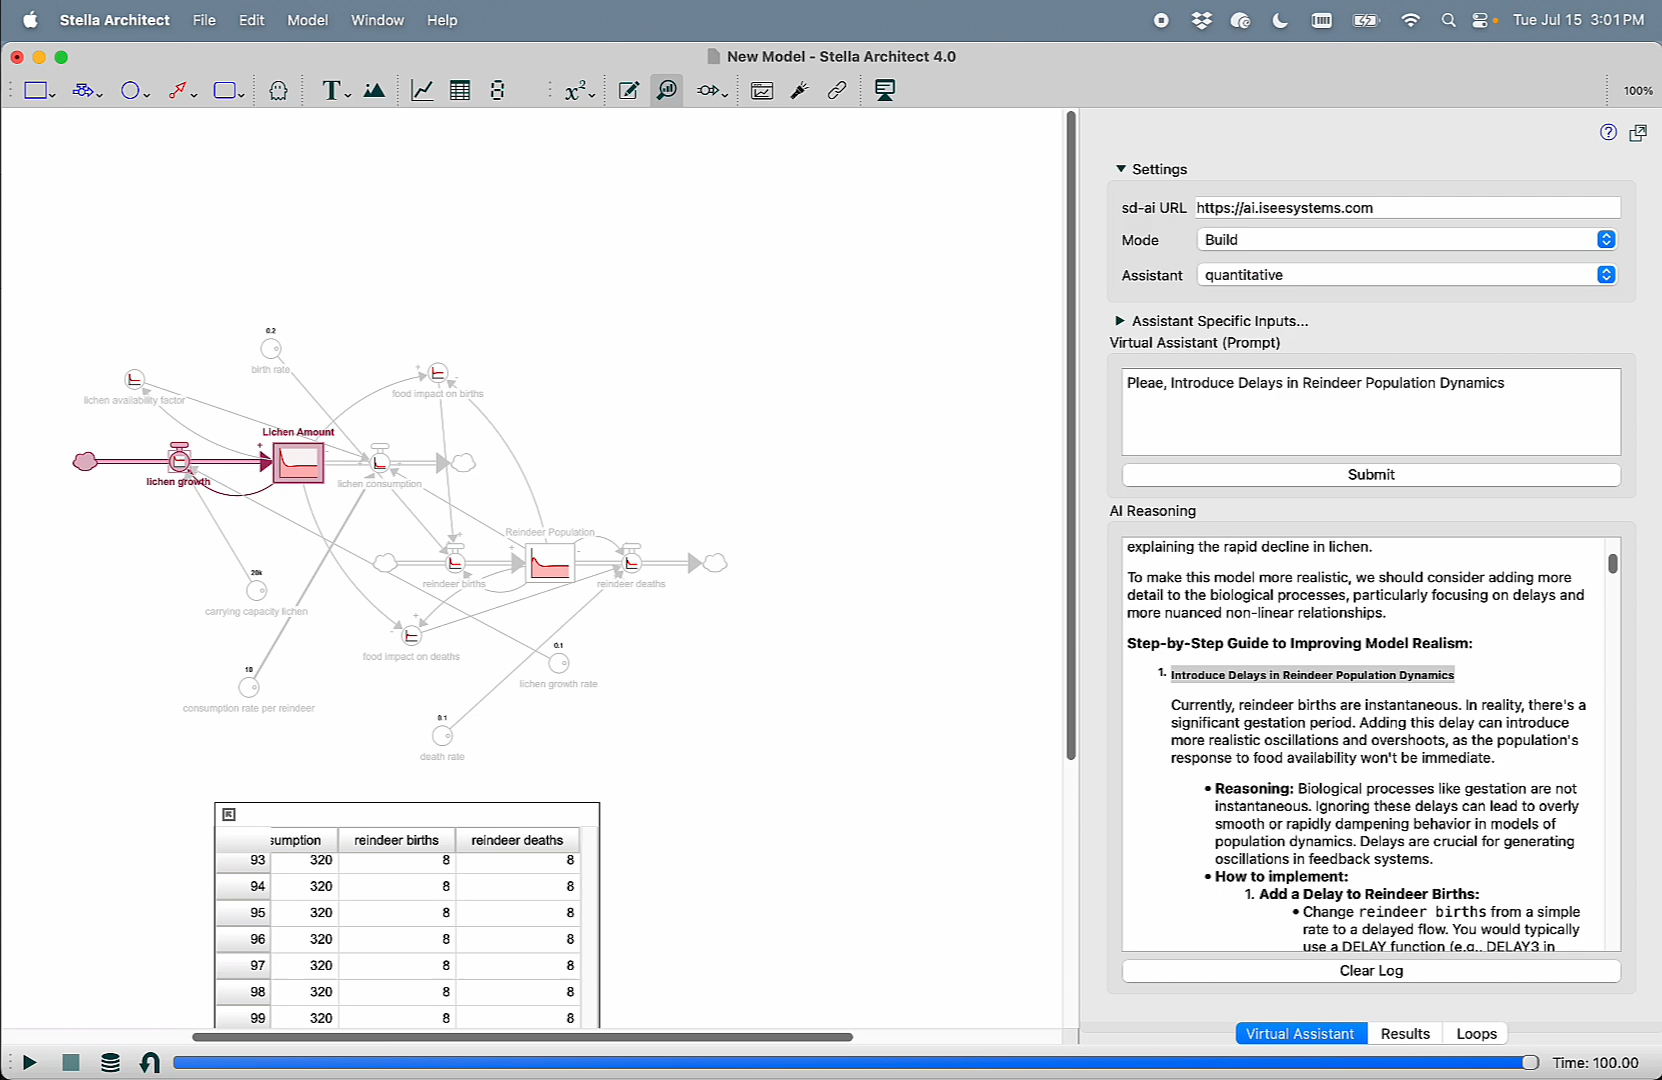 Stella Architect File Edit Model Window Help Tue Jul 15 3:01 PM
New Model - Stella Architect 4.0
T x² 100%
Settings
sd-ai URL https://ai.iseesystems.com
Mode Build
Assistant quantitative
Assistant Specific Inputs...
Virtual Assistant (Prompt)
Pleae, Introduce Delays in Reindeer Population Dynamics
Submit
AI Reasoning
explaining the rapid decline in lichen.
To make this model more realistic, we should consider adding more
detail to the biological processes, particularly focusing on delays and
more nuanced non-linear relationships.
Step-by-Step Guide to Improving Model Realism:
1. Introduce Delays in Reindeer Population Dynamics
Currently, reindeer births are instantaneous. In reality, there's a
significant gestation period. Adding this delay can introduce
more realistic oscillations and overshoots, as the population's
response to food availability won't be immediate.
• Reasoning: Biological processes like gestation are not
instantaneous. Ignoring these delays can lead to overly
smooth or rapidly dampening behavior in models of
population dynamics. Delays are crucial for generating
oscillations in feedback systems.
• How to implement:
1. Add a Delay to Reindeer Births:
• Change reindeer births from a simple
rate to a delayed flow. You would typically
use a DELAY function (e.g., DELAY3 in
Clear Log
Virtual Assistant Results Loops
0.2
birth rate
lichen availability factor
food impact on births
Lichen Amount
lichen growth
lichen consumption
Reindeer Population
reindeer births
reindeer deaths
20k
carrying capacity lichen
food impact on deaths
0.1
lichen growth rate
10
consumption rate per reindeer
0.1
death rate
sumption reindeer births reindeer deaths
93 320 8 8
94 320 8 8
95 320 8 8
96 320 8 8
97 320 8 8
98 320 8 8
99 320 8 8
Time: 100.00